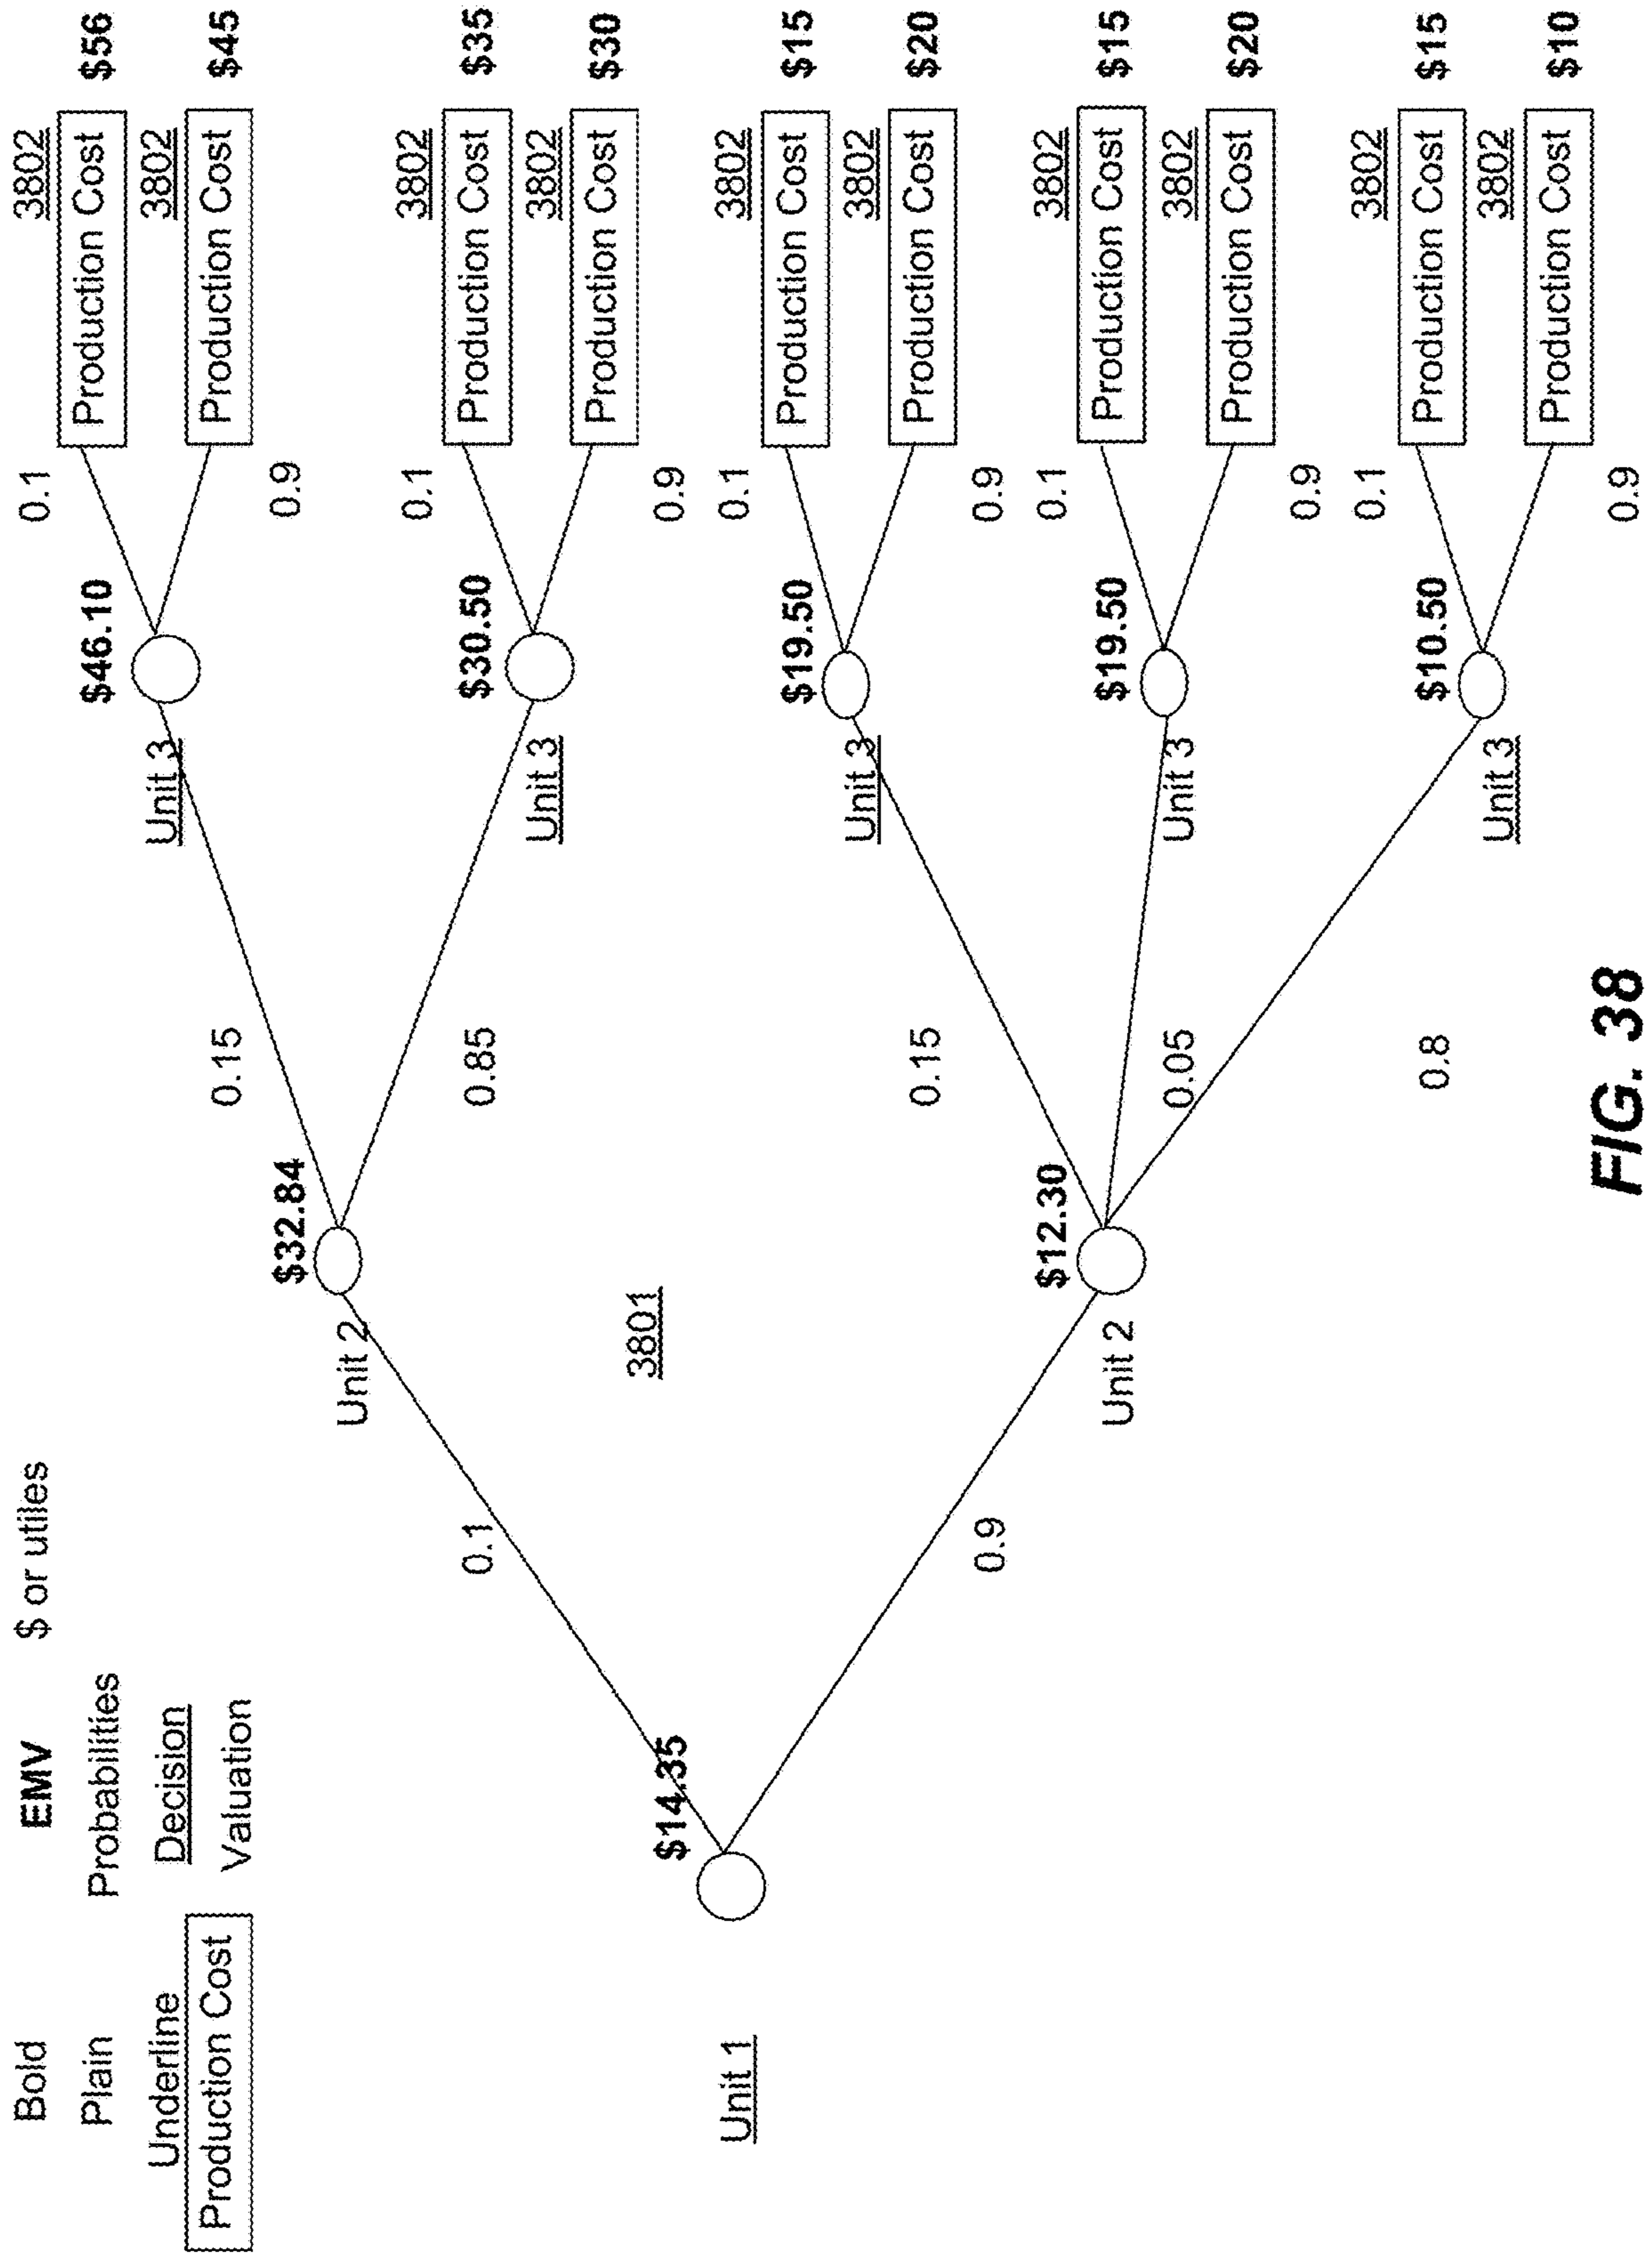 Bold EMV $ or utiles
Plain Probabilities
Underline Decision
Production Cost Valuation
Unit 1
$14.35
0.1
0.9
3801
Unit 2
$32.84
0.15
0.85
Unit 2
$12.30
0.15
0.05
0.8
Unit 3
$46.10
0.1
3802
Production Cost $56
3802
Production Cost $45
0.9
Unit 3
$30.50
0.1
3802
Production Cost $35
3802
Production Cost $30
0.9
Unit 3
$19.50
0.1
3802
Production Cost $15
3802
Production Cost $20
0.9
Unit 3
$19.50
0.1
3802
Production Cost $15
3802
Production Cost $20
0.9
Unit 3
$10.50
0.1
3802
Production Cost $15
3802
Production Cost $10
0.9
FIG. 38